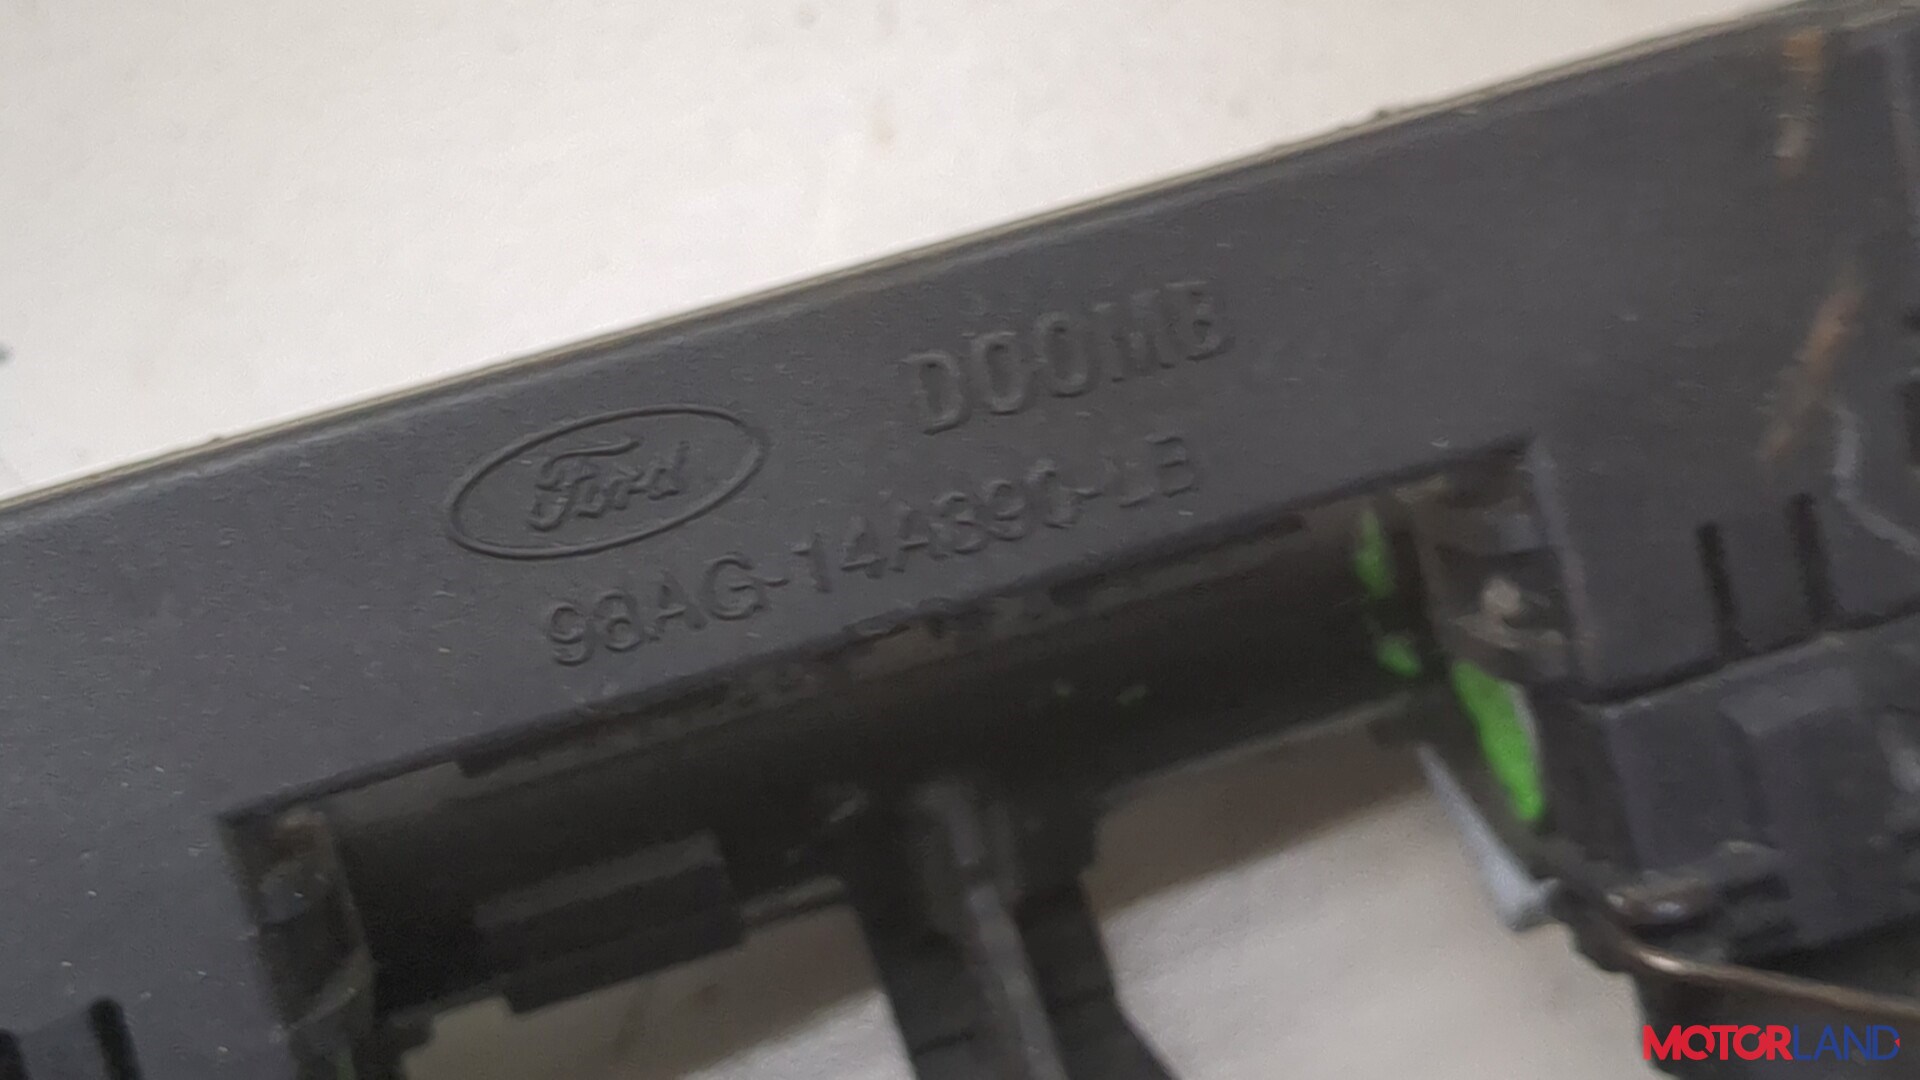 Ford
D00MB
98AG-14A390-LB
MOTORLAND